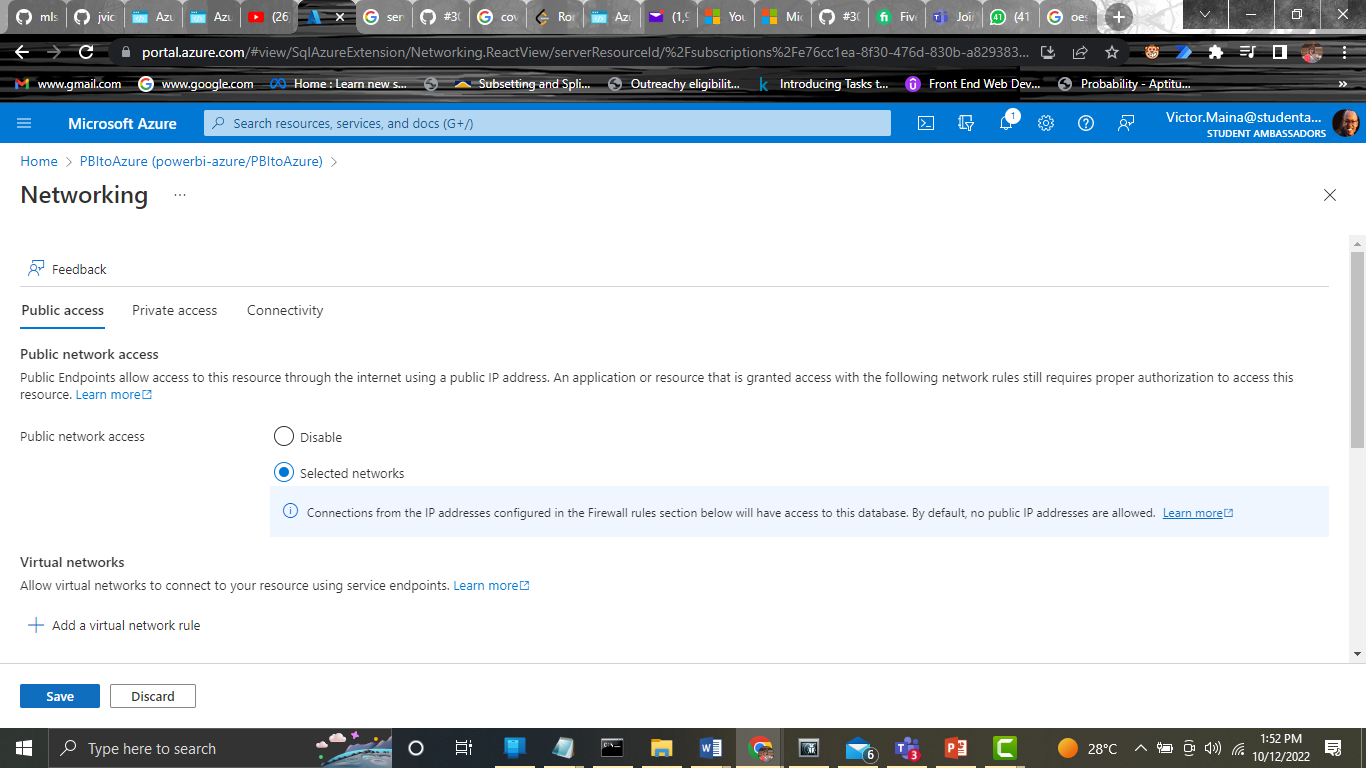 mls
jvic
Azu
Azu
(26
ser
#30
cov
Ro
Azu
(1,9
You
Mic
#30
Five
Join
(41
oes
portal.azure.com/#view/SqlAzureExtension/Networking.ReactView/serverResourceId/%2Fsubscriptions%2Fe76cc1ea-8f30-476d-830b-a829383...
www.gmail.com
www.google.com
Home : Learn new s...
Subsetting and Spli...
Outreachy eligibilit...
Introducing Tasks t...
Front End Web Dev...
Probability - Aptitu...
»
Microsoft Azure
Search resources, services, and docs (G+/)
1
Victor.Maina@studenta...
STUDENT AMBASSADORS
Home > PBItoAzure (powerbi-azure/PBItoAzure) >
Networking ...
Feedback
Public access Private access Connectivity
Public network access
Public Endpoints allow access to this resource through the internet using a public IP address. An application or resource that is granted access with the following network rules still requires proper authorization to access this
resource. Learn more
Public network access
Disable
Selected networks
Connections from the IP addresses configured in the Firewall rules section below will have access to this database. By default, no public IP addresses are allowed. Learn more
Virtual networks
Allow virtual networks to connect to your resource using service endpoints. Learn more
+ Add a virtual network rule
Save Discard
Type here to search
6
3
28°C
1:52 PM
10/12/2022